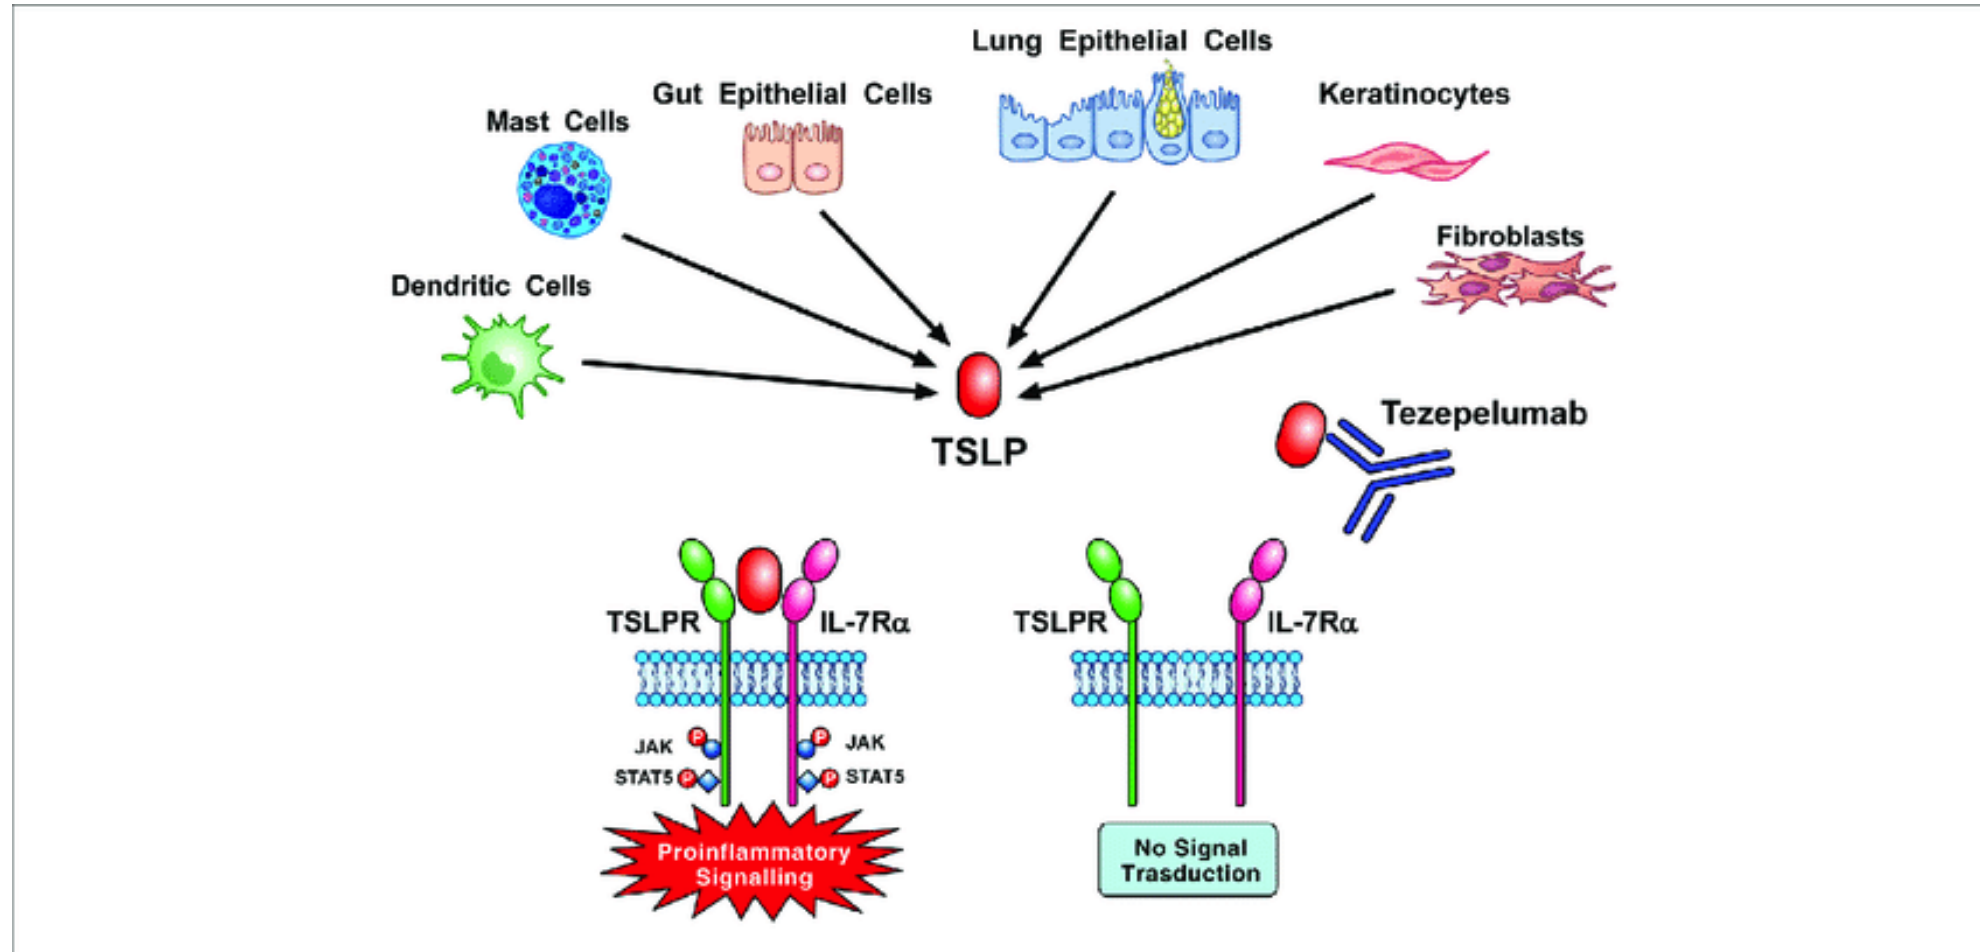 Lung Epithelial Cells
Gut Epithelial Cells
Keratinocytes
Mast Cells
Fibroblasts
Dendritic Cells
Tezepelumab
TSLP
TSLPR
IL-7Rα
TSLPR
IL-7Rα
P
P
JAK
JAK
STAT5
P
P
STAT5
Proinflammatory
Signalling
No Signal
Trasduction